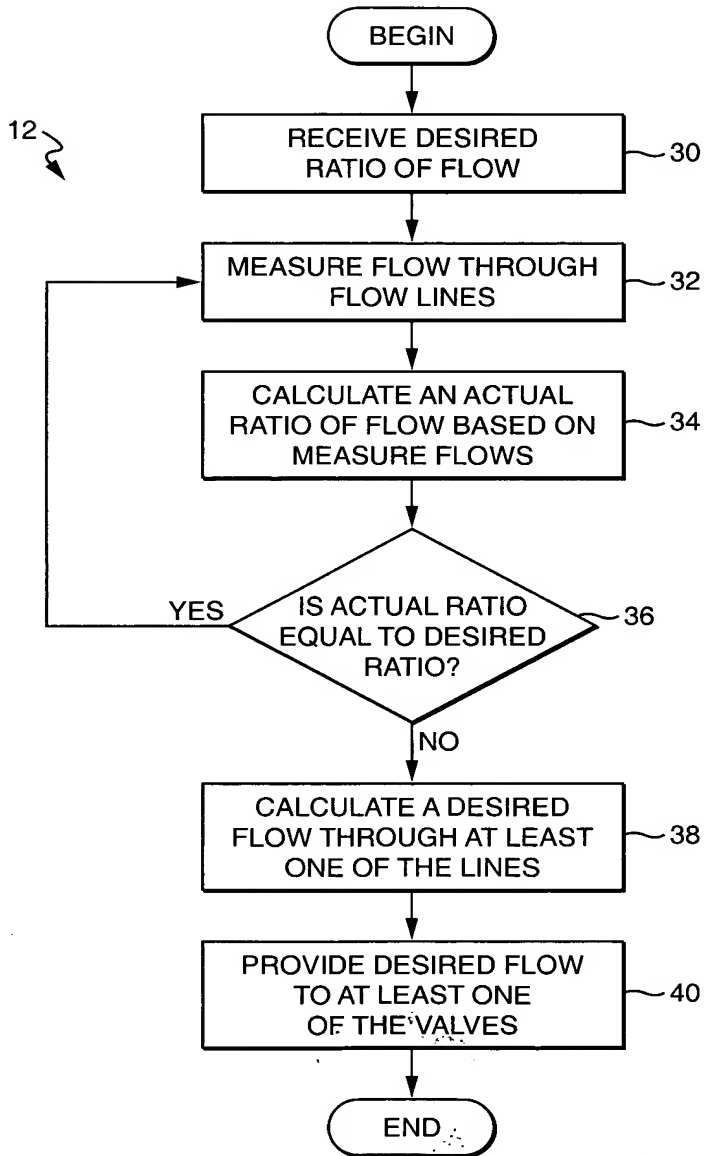 BEGIN
12
RECEIVE DESIRED
RATIO OF FLOW
30
MEASURE FLOW THROUGH
FLOW LINES
32
CALCULATE AN ACTUAL
RATIO OF FLOW BASED ON
MEASURE FLOWS
34
YES
IS ACTUAL RATIO
EQUAL TO DESIRED
RATIO?
36
NO
CALCULATE A DESIRED
FLOW THROUGH AT LEAST
ONE OF THE LINES
38
PROVIDE DESIRED FLOW
TO AT LEAST ONE
OF THE VALVES
40
END